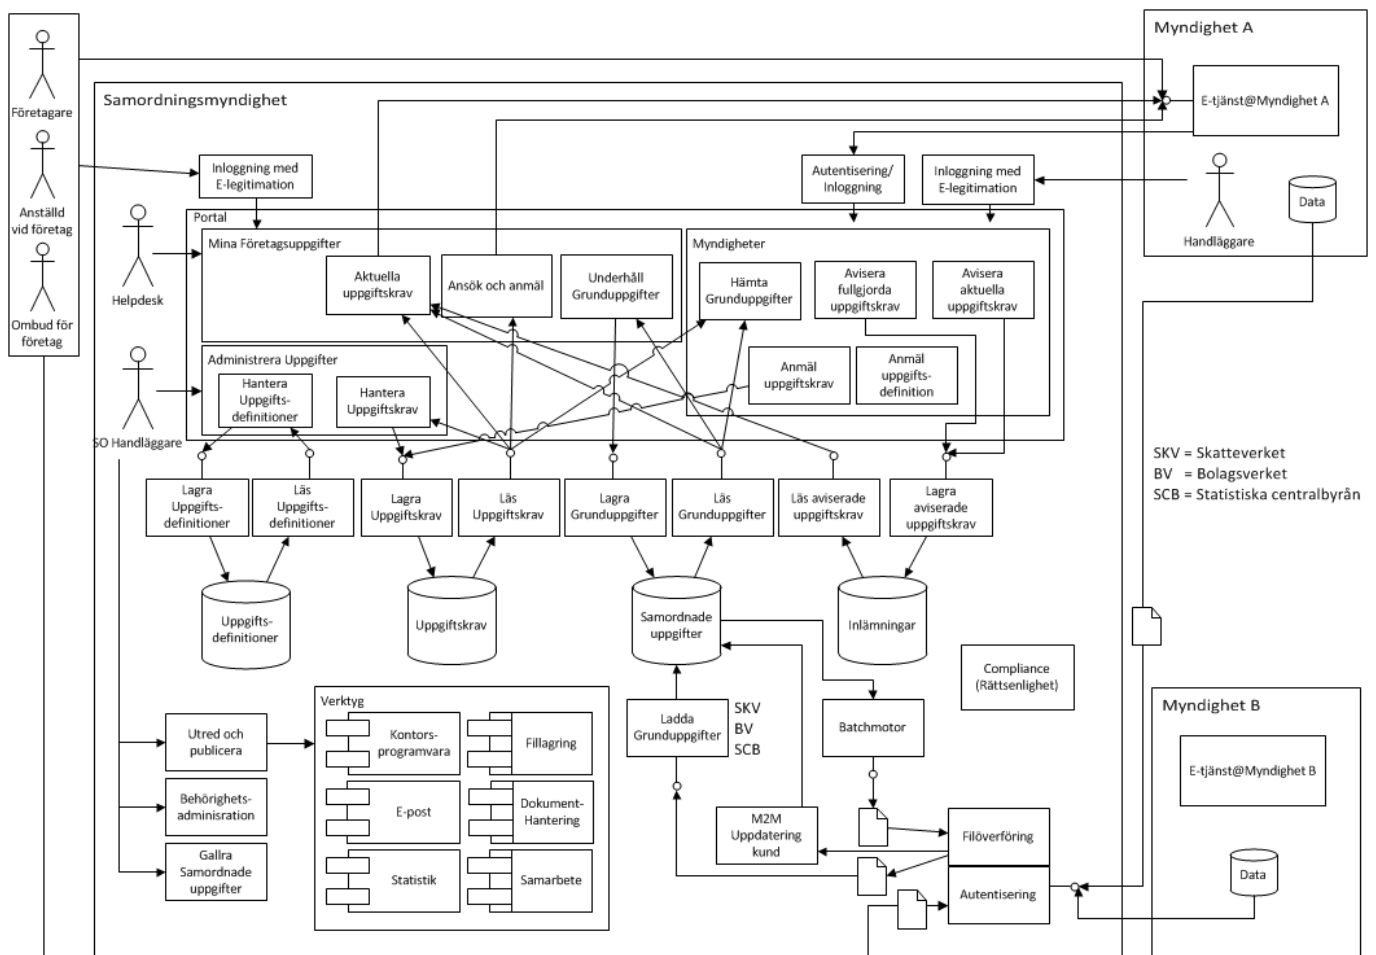 Företagare
Anställd
vid företag
Ombud för
företag
Samordningsmyndighet
Myndighet A
E-tjänst@Myndighet A
Handläggare
Data
Inloggning med
E-legitimation
Autentisering/
Inloggning
Inloggning med
E-legitimation
Helpdesk
SO Handläggare
Portal
Mina Företagsuppgifter
Aktuella
uppgiftskrav
Ansök och anmäl
Underhåll
Grunduppgifter
Myndigheter
Hämta
Grunduppgifter
Avisera
fullgjorda
uppgiftskrav
Avisera
aktuella
uppgiftskrav
Anmäl
uppgiftskrav
Anmäl
uppgifts-
definition
Administrera Uppgifter
Hantera
Uppgifts-
definitioner
Hantera
Uppgiftskrav
Lagra
Uppgifts-
definitioner
Läs
Uppgifts-
definitioner
Lagra
Uppgiftskrav
Läs
Uppgiftskrav
Lagra
Grunduppgifter
Läs
Grunduppgifter
Läs aviserade
uppgiftskrav
Lagra
aviserade
uppgiftskrav
SKV = Skatteverket
BV = Bolagsverket
SCB = Statistiska centralbyrån
Uppgifts-
definitioner
Uppgiftskrav
Samordnade
uppgifter
Inlämningar
Compliance
(Rättsenlighet)
Utred och
publicera
Behörighets-
adminisration
Gallra
Samordnade
uppgifter
Verktyg
Kontors-
programvara
Fillagring
E-post
Dokument-
Hantering
Statistik
Samarbete
Ladda
Grunduppgifter
SKV
BV
SCB
Batchmotor
M2M
Uppdatering
kund
Filöverföring
Autentisering
Myndighet B
E-tjänst@Myndighet B
Data